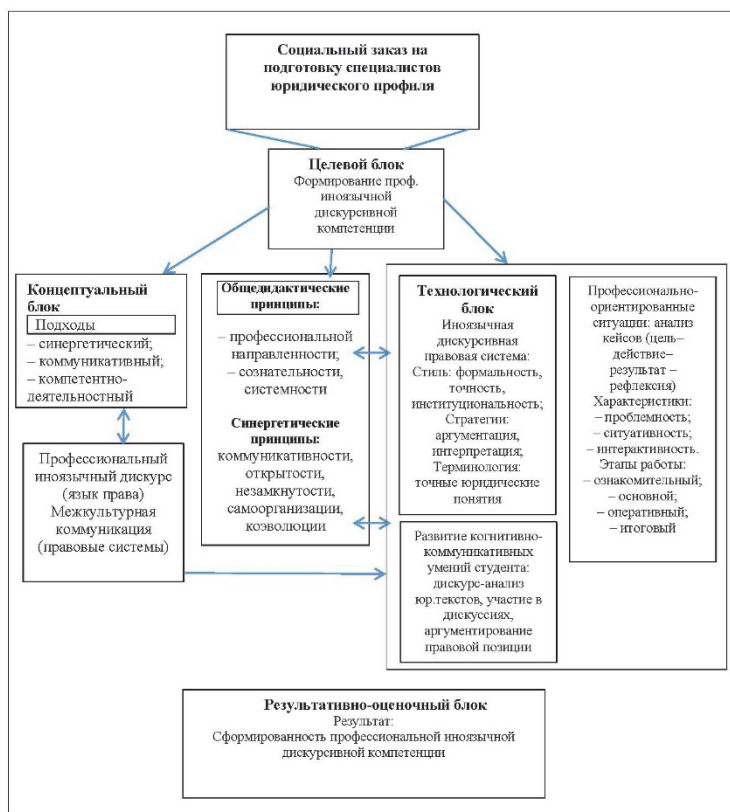 Социальный заказ на
подготовку специалистов
юридического профиля
Целевой блок
Формирование проф.
иноязычной
дискурсивной
компетенции
Концептуальный
блок
Подходы
– синергетический;
– коммуникативный;
– компетентно-
деятельностный
Профессиональный
иноязычный дискурс
(язык права)
Межкультурная
коммуникация
(правовые системы)
Общедидактические
принципы:
– профессиональной
направленности;
– сознательности,
системности
Синергетические
принципы:
коммуникативности,
открытости,
незамкнутости,
самоорганизации,
коэволюции
Технологический
блок
Иноязычная
дискурсивная
правовая система:
Стиль: формальность,
точность,
институциональность;
Стратегии:
аргументация,
интерпретация;
Терминология:
точные юридические
понятия
Развитие когнитивно-
коммуникативных
умений студента:
дискурс-анализ
юр.текстов, участие в
дискуссиях,
аргументирование
правовой позиции
Профессионально-
ориентированные
ситуации: анализ
кейсов (цель–
действие–
результат –
рефлексия)
Характеристики:
– проблемность;
– ситуативность;
– интерактивность.
Этапы работы:
– ознакомительный;
– основной;
– оперативный;
– итоговый
Результативно-оценочный блок
Результат:
Сформированность профессиональной иноязычной
дискурсивной компетенции